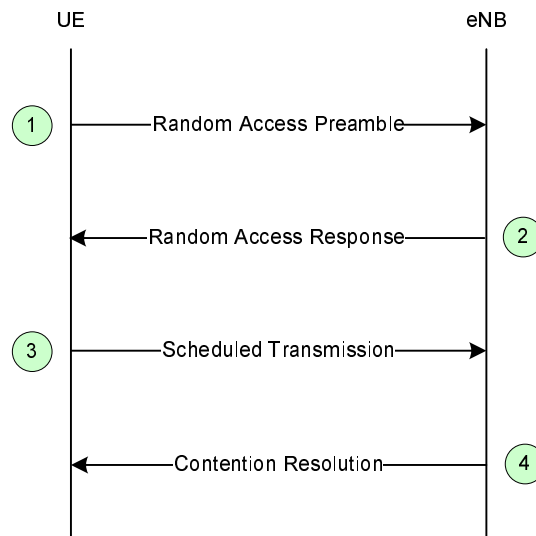 UE
eNB
1
Random Access Preamble
Random Access Response
2
3
Scheduled Transmission
Contention Resolution
4